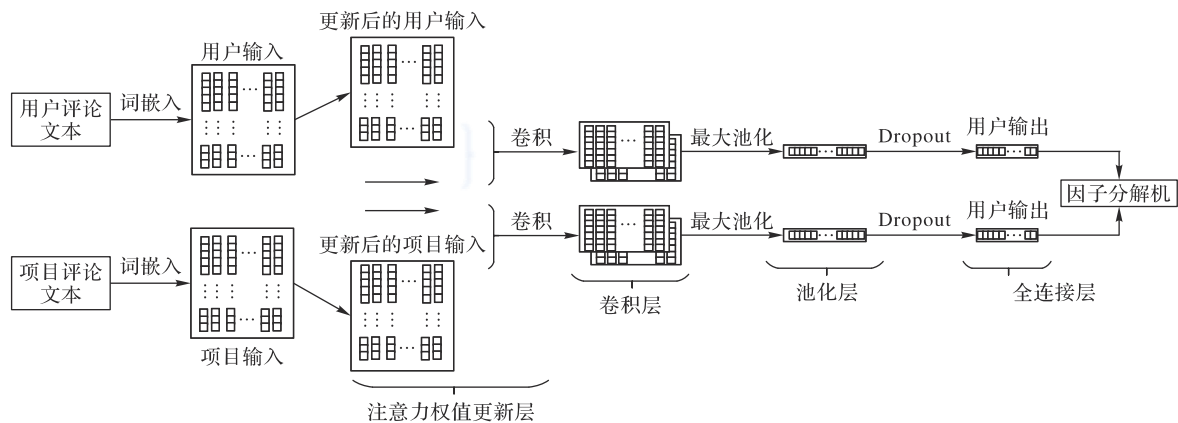 更新后的用户输入
用户输入
用户评论
文本
词嵌入
卷积
最大池化
Dropout
用户输出
因子分解机
更新后的项目输入
项目评论
文本
词嵌入
卷积
最大池化
Dropout
用户输出
项目输入
卷积层
池化层
全连接层
注意力权值更新层